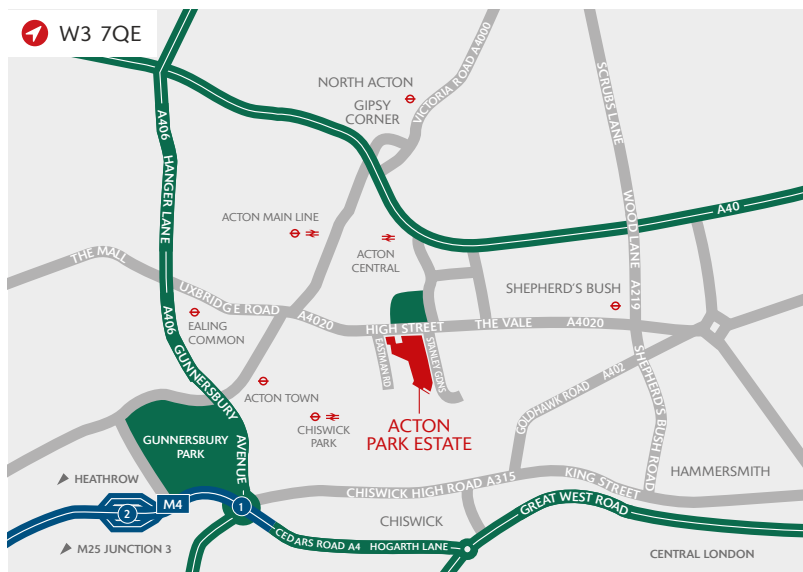 W3 7QE
NORTH ACTON
GIPSY
CORNER
VICTORIA ROAD A4000
SCRUBS LANE
A406
HANGER LANE
WOOD LANE
A219
A40
ACTON MAIN LINE
ACTON
CENTRAL
THE MALL
UXBRIDGE ROAD
A4020
SHEPHERD'S BUSH
A406
EALING
COMMON
HIGH STREET
THE VALE
A4020
EASTMAN RD
STANLEY GDNS
GUNNERSBURY
AVENUE
SHEPHERD'S BUSH ROAD
A402
GOLDHAWK ROAD
ACTON TOWN
CHISWICK
PARK
ACTON
PARK ESTATE
GUNNERSBURY
PARK
HEATHROW
HAMMERSMITH
KING STREET
CHISWICK HIGH ROAD A315
M4
2
1
GREAT WEST ROAD
CHISWICK
CEDARS ROAD A4
HOGARTH LANE
M25 JUNCTION 3
CENTRAL LONDON